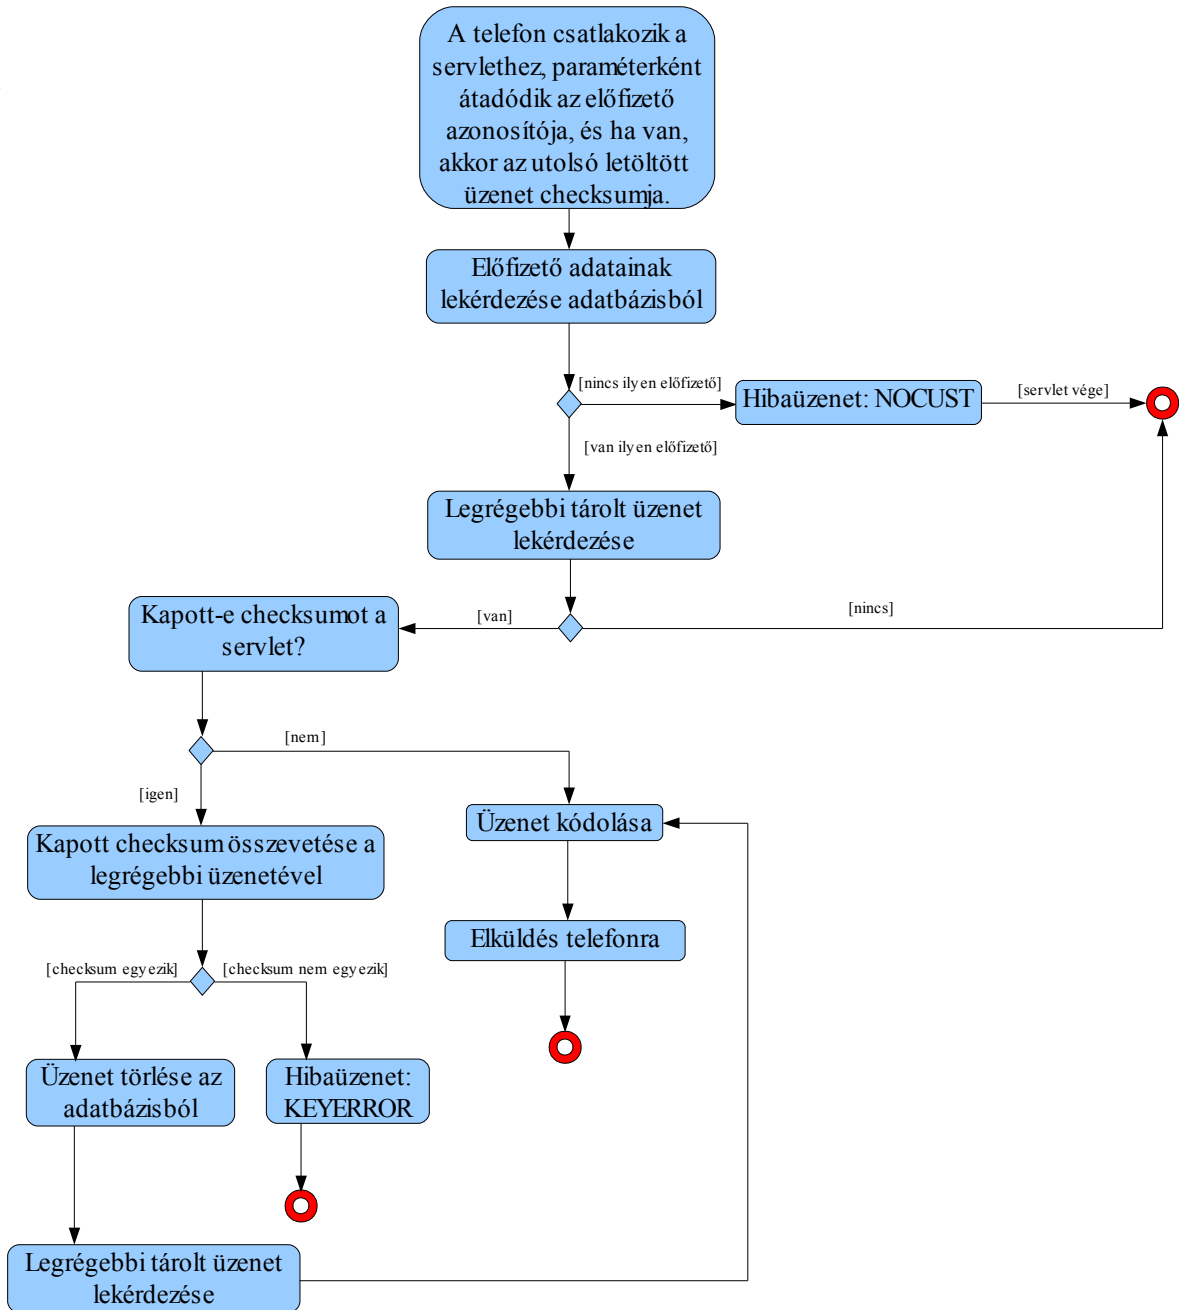 A telefon csatlakozik a
servlethez, paraméterként
átadódik az előfizető
azonosítója, és ha van,
akkor az utolsó letöltött
üzenet checksumja.
Előfizető adatainak
lekérdezése adatbázisból
[nincs ilyen előfizető]
Hibaüzenet: NOCUST
[servlet vége]
[van ilyen előfizető]
Legrégebbi tárolt üzenet
lekérdezése
[van]
[nincs]
Kapott-e checksumot a
servlet?
[nem]
[igen]
Üzenet kódolása
Kapott checksum összevetése a
legrégebbi üzenetével
Elküldés telefonra
[checksum egyezik]
[checksum nem egyezik]
Üzenet törlése az
adatbázisból
Hibaüzenet:
KEYERROR
Legrégebbi tárolt üzenet
lekérdezése